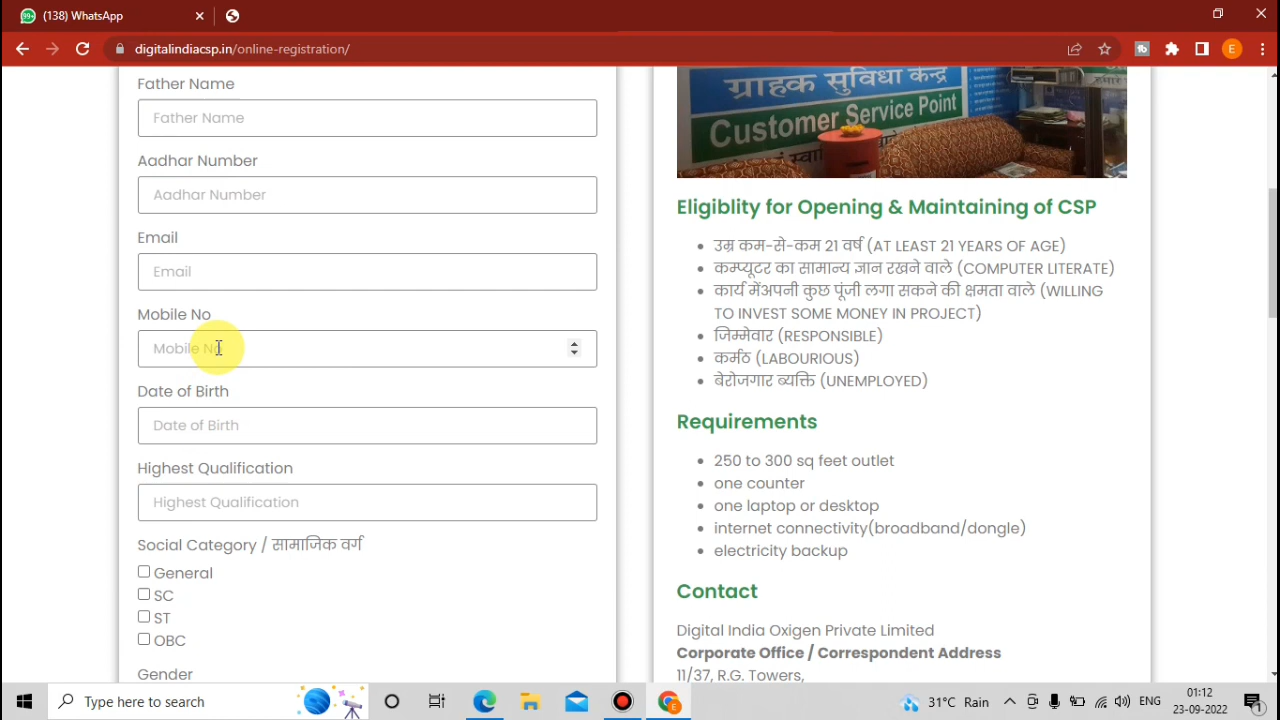 (138) WhatsApp
digitalindiacsp.in/online-registration/
E
Father Name
Father Name
Aadhar Number
Aadhar Number
Email
Email
Mobile No
Mobile No
Date of Birth
Date of Birth
Highest Qualification
Highest Qualification
Social Category / सामाजिक वर्ग
General
SC
ST
OBC
Gender
ग्राहक सुविधा केन्द्र
Customer Service Point
Eligiblity for Opening & Maintaining of CSP
उम्र कम-से-कम 21 वर्ष (AT LEAST 21 YEARS OF AGE)
कम्प्यूटर का सामान्य ज्ञान रखने वाले (COMPUTER LITERATE)
कार्य मेंअपनी कुछ पूंजी लगा सकने की क्षमता वाले (WILLING
TO INVEST SOME MONEY IN PROJECT)
जिम्मेवार (RESPONSIBLE)
कर्मठ (LABOURIOUS)
बेरोजगार व्यक्ति (UNEMPLOYED)
Requirements
250 to 300 sq feet outlet
one counter
one laptop or desktop
internet connectivity(broadband/dongle)
electricity backup
Contact
Digital India Oxigen Private Limited
Corporate Office / Correspondent Address
11/37, R.G. Towers,
Type here to search
31°C Rain
ENG
01:12
23-09-2022